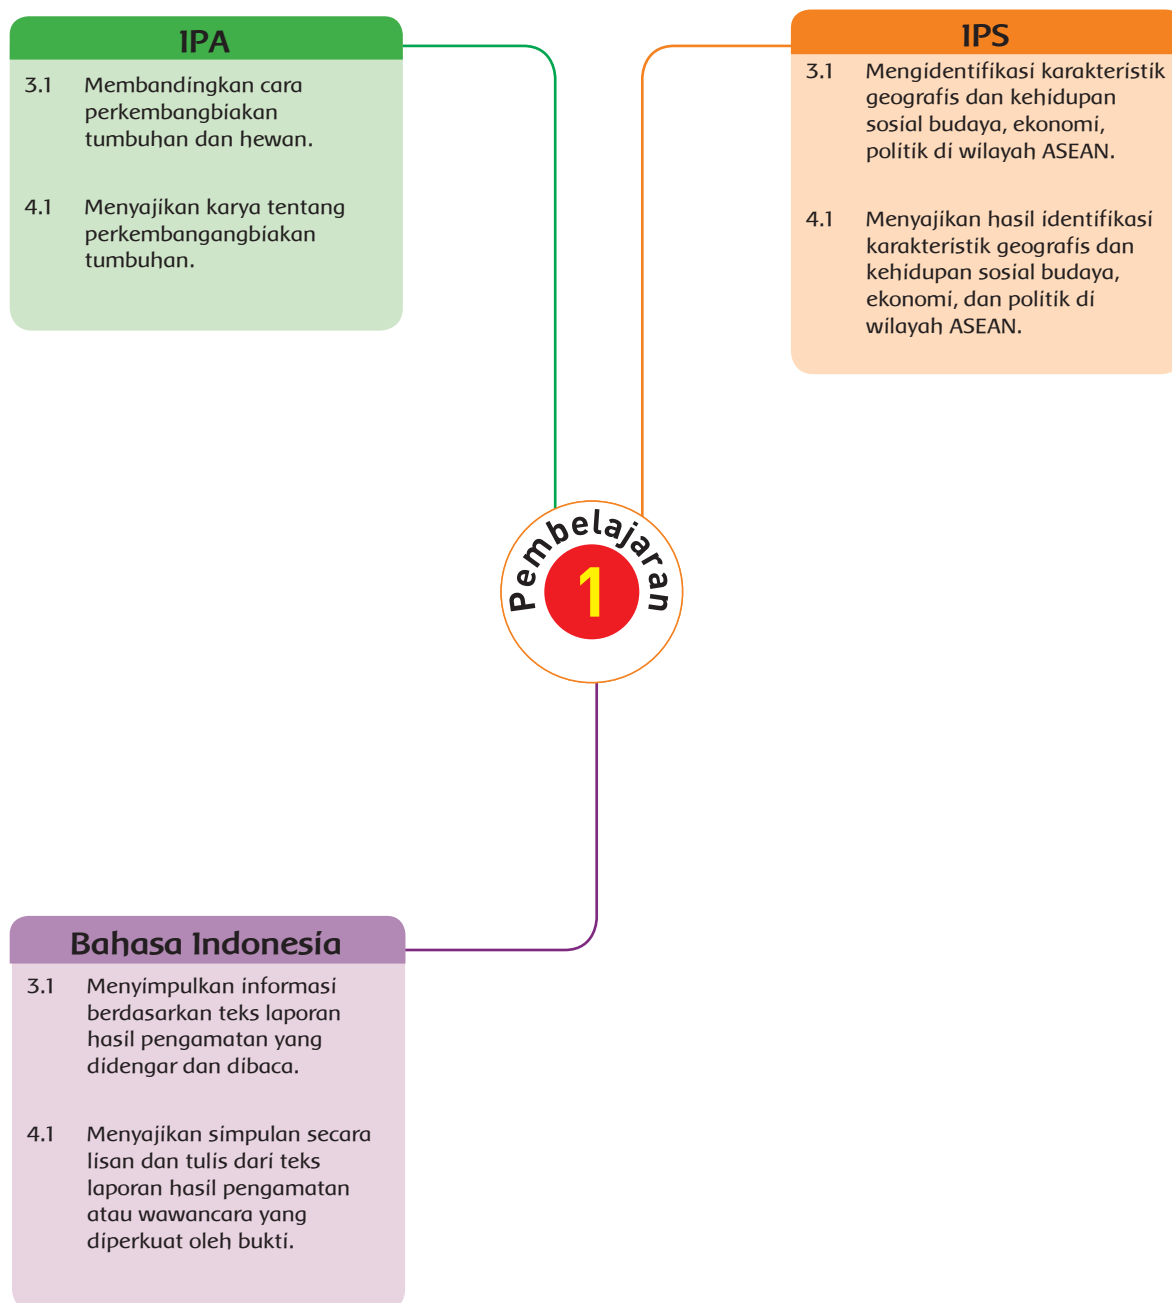 IPA
3.1 Membandingkan cara
perkembangbiakan
tumbuhan dan hewan.
4.1 Menyajikan karya tentang
perkembangangbiakan
tumbuhan.
IPS
3.1 Mengidentifikasi karakteristik
geografis dan kehidupan
sosial budaya, ekonomi,
politik di wilayah ASEAN.
4.1 Menyajikan hasil identifikasi
karakteristik geografis dan
kehidupan sosial budaya,
ekonomi, dan politik di
wilayah ASEAN.
Pembelajaran
1
Bahasa Indonesia
3.1 Menyimpulkan informasi
berdasarkan teks laporan
hasil pengamatan yang
didengar dan dibaca.
4.1 Menyajikan simpulan secara
lisan dan tulis dari teks
laporan hasil pengamatan
atau wawancara yang
diperkuat oleh bukti.